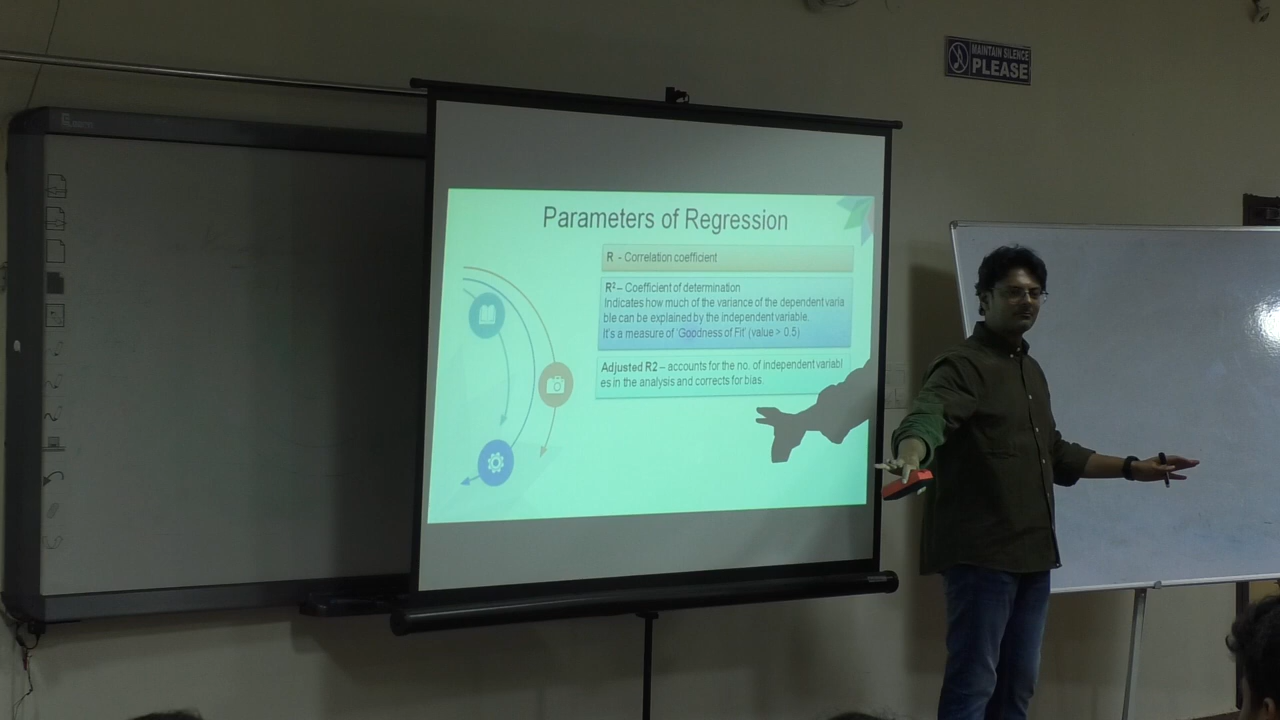 MAINTAIN SILENCE
PLEASE
Parameters of Regression
R - Correlation coefficient
R² – Coefficient of determination
Indicates how much of the variance of the dependent varia
ble can be explained by the independent variable.
It's a measure of 'Goodness of Fit' (value > 0.5)
Adjusted R2 – accounts for the no. of independent variabl
es in the analysis and corrects for bias.